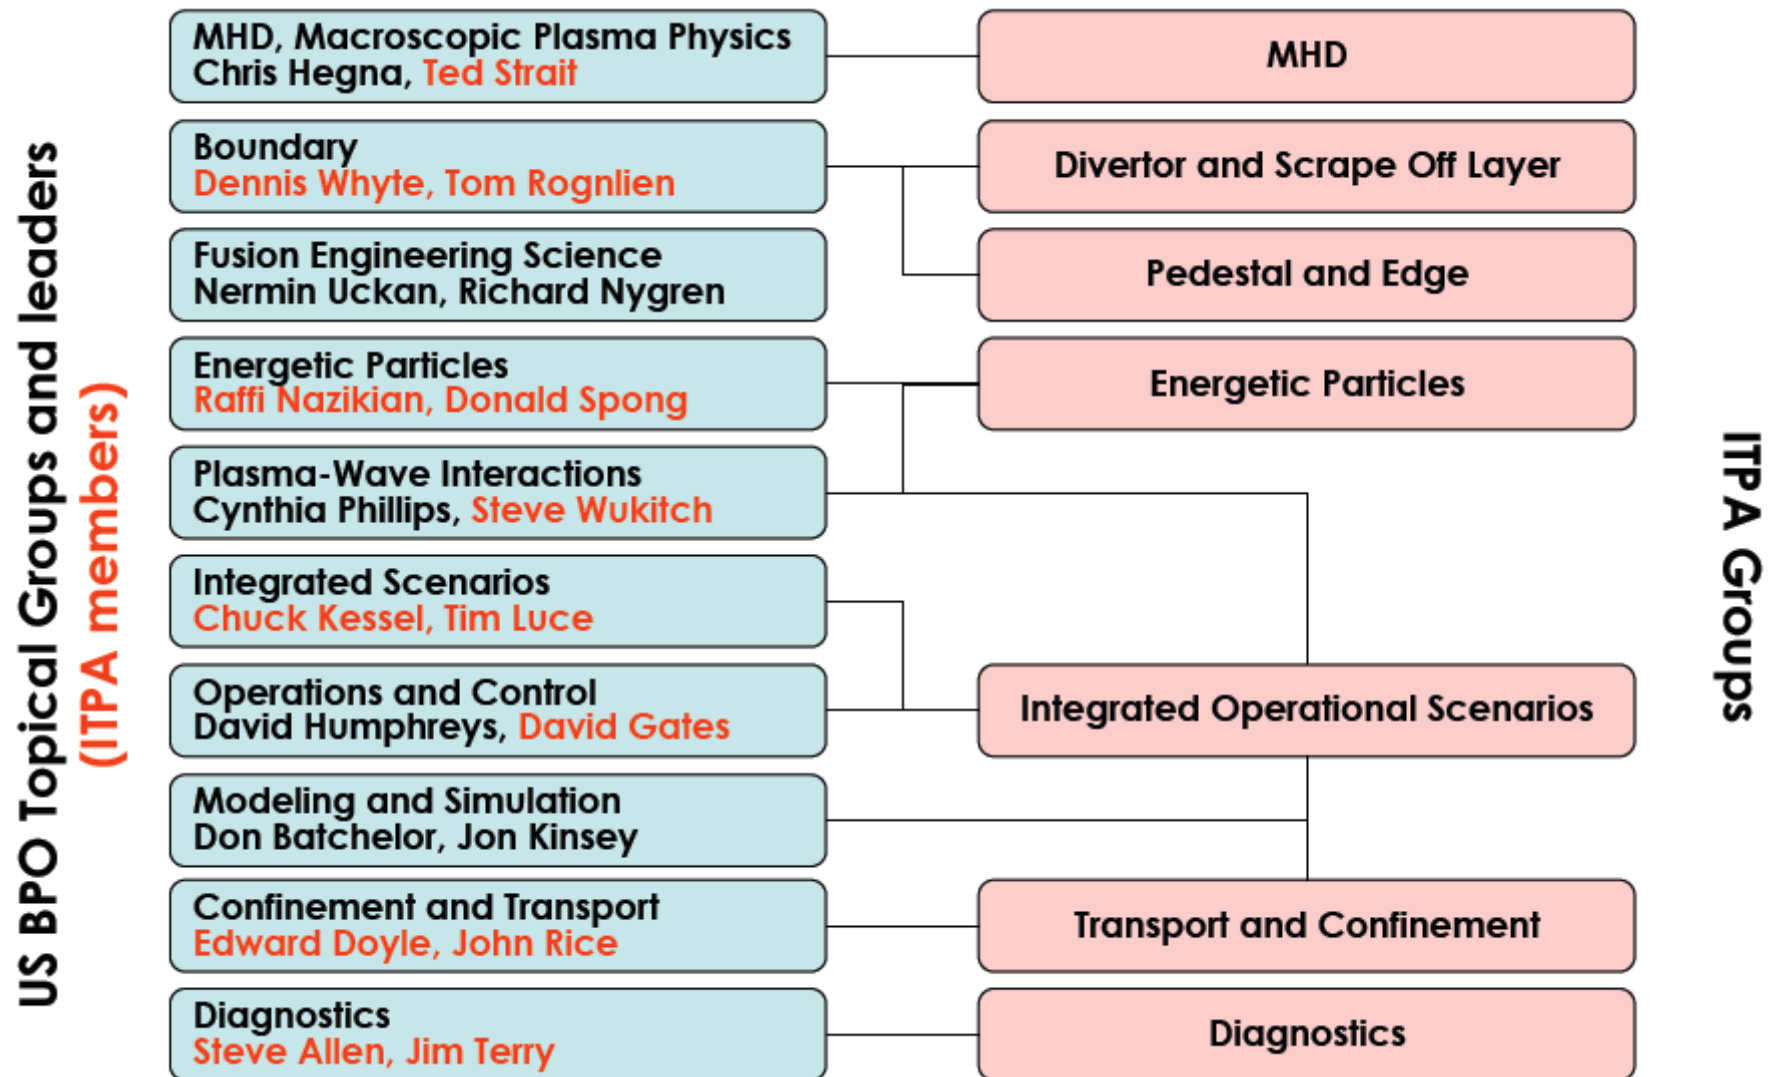 US BPO Topical Groups and leaders
(ITPA members)
MHD, Macroscopic Plasma Physics
Chris Hegna, Ted Strait
Boundary
Dennis Whyte, Tom Rognlien
Fusion Engineering Science
Nermin Uckan, Richard Nygren
Energetic Particles
Raffi Nazikian, Donald Spong
Plasma-Wave Interactions
Cynthia Phillips, Steve Wukitch
Integrated Scenarios
Chuck Kessel, Tim Luce
Operations and Control
David Humphreys, David Gates
Modeling and Simulation
Don Batchelor, Jon Kinsey
Confinement and Transport
Edward Doyle, John Rice
Diagnostics
Steve Allen, Jim Terry
MHD
Divertor and Scrape Off Layer
Pedestal and Edge
Energetic Particles
Integrated Operational Scenarios
Transport and Confinement
Diagnostics
ITPA Groups